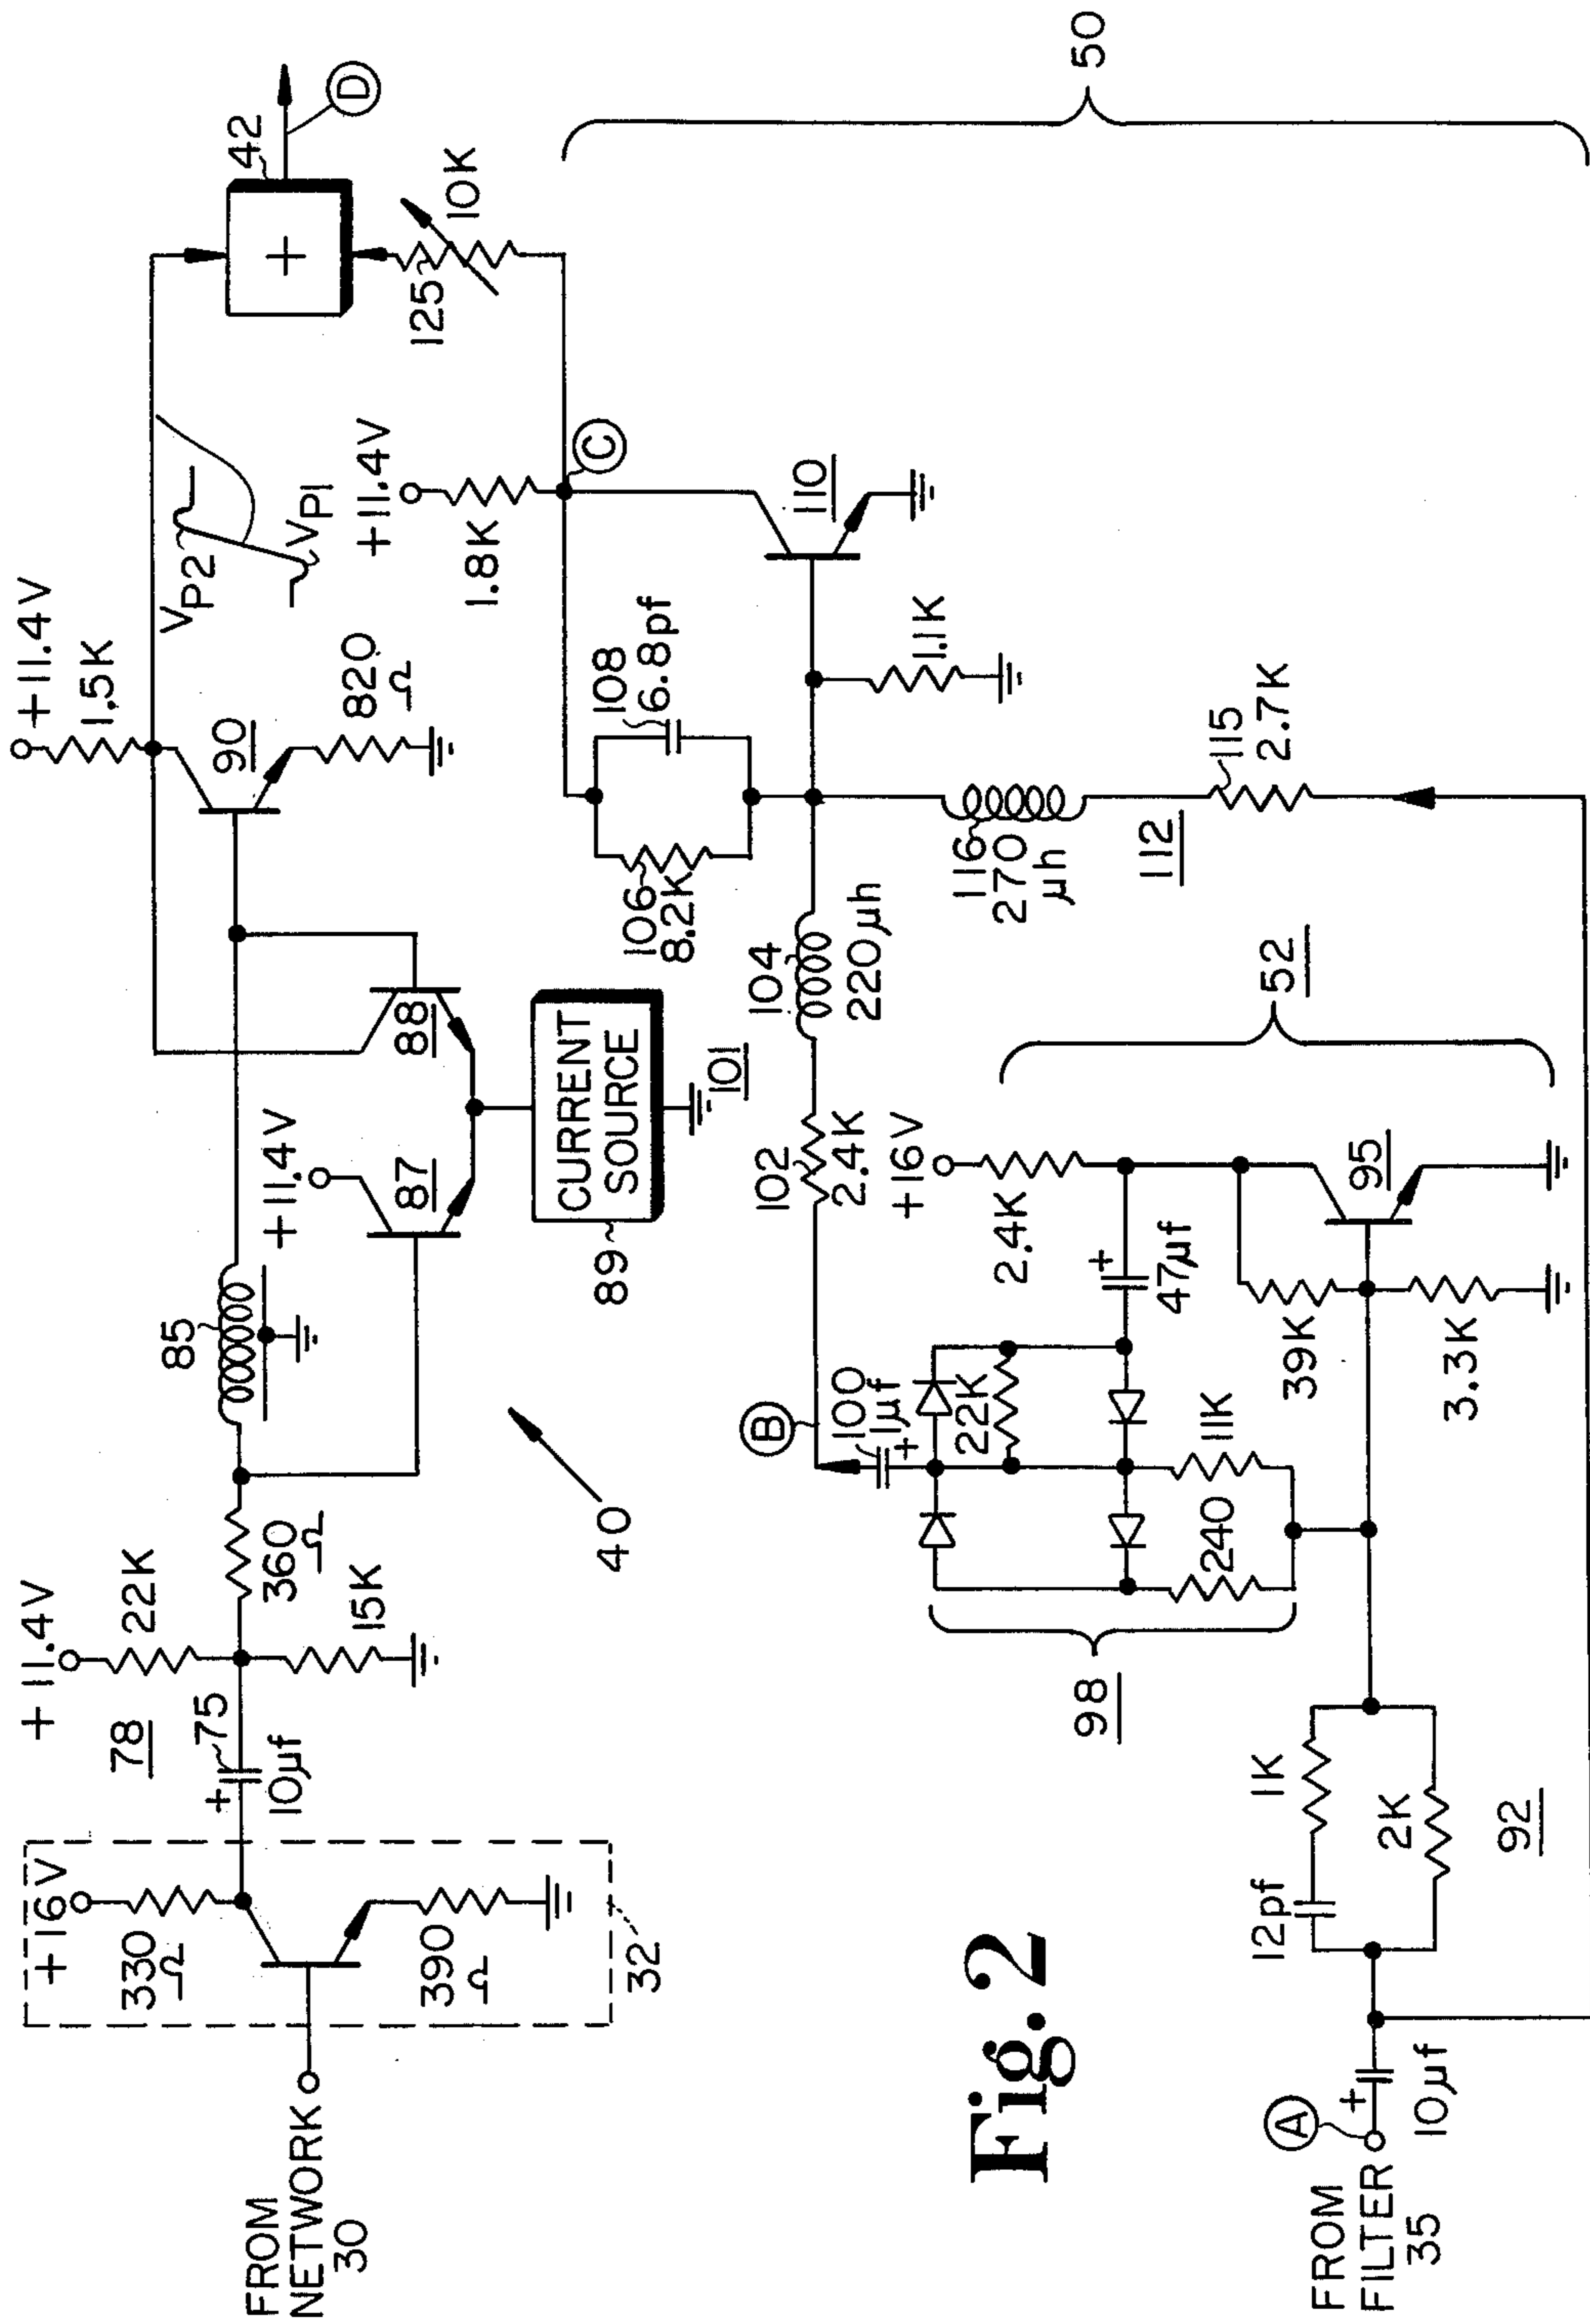 FROM
NETWORK
30
+16V
330
Ω
390
Ω
32
+
10µf
75
78
+11.4V
22K
15K
360
Ω
40
85
+11.4V
87
88
CURRENT
SOURCE
89
101
+11.4V
1.5K
90
820
Ω
VP2
VP1
+
42
D
125
10K
+11.4V
1.8K
C
110
1.1K
108
6.8pf
106
8.2K
104
220µh
102
2.4K
116
270
µh
112
115
2.7K
50
52
+16V
2.4K
+
47µf
95
39K
3.3K
B
100
1µf
+
22K
11K
240
98
1K
12pf
2K
92
A
+
10µf
FROM
FILTER
35
Fig. 2